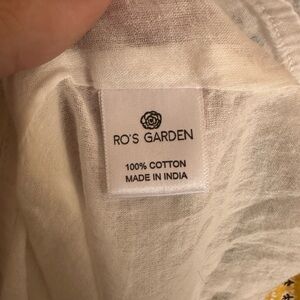 RO'S GARDEN
100% COTTON
MADE IN INDIA